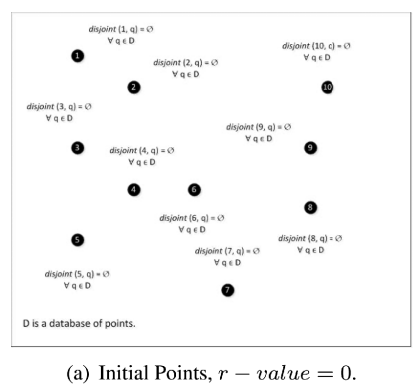 disjoint (1, q) = ∅
∀ q ∈ D
1
disjoint (2, q) = ∅
∀ q ∈ D
2
disjoint (10, c) = ∅
∀ q ∈ D
10
disjoint (3, q) = ∅
∀ q ∈ D
3
disjoint (9, q) = ∅
∀ q ∈ D
9
disjoint (4, q) = ∅
∀ q ∈ D
4
6
disjoint (6, q) = ∅
∀ q ∈ D
8
disjoint (8, q) = ∅
∀ q ∈ D
5
disjoint (5, q) = ∅
∀ q ∈ D
disjoint (7, q) = ∅
∀ q ∈ D
7
D is a database of points.
(a) Initial Points, r − value = 0.